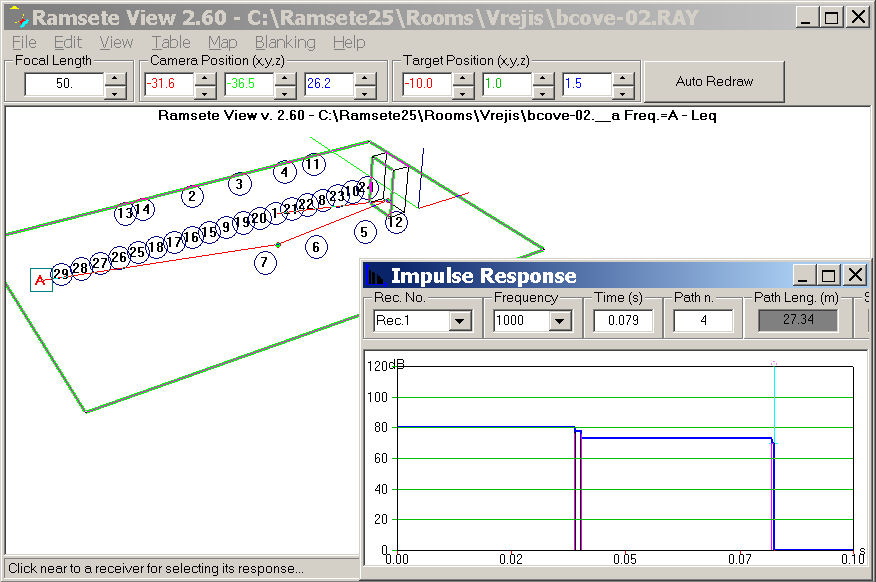 Ramsete View 2.60 - C:\Ramsete25\Rooms\Vrejis\bcove-02.RAY
File Edit View Table Map Blanking Help
Focal Length Camera Position (x,y,z) Target Position (x,y,z)
50. -31.6 -36.5 26.2 -10.0 1.0 1.5 Auto Redraw
Ramsete View v. 2.60 - C:\Ramsete25\Rooms\Vrejis\bcove-02.__a Freq.=A - Leq
11
4
3
2
13 14
29 28 27 26 25 18 17 16 15 9 19 20 1 21 22 8 23 10 24
12
5
6
7
A
Impulse Response
Rec. No. Frequency Time (s) Path n. Path Leng. (m) S
Rec.1 1000 0.079 4 27.34
120 dB
100
80
60
40
20
0
0.00 0.02 0.05 0.07 0.10 s
Click near to a receiver for selecting its response...